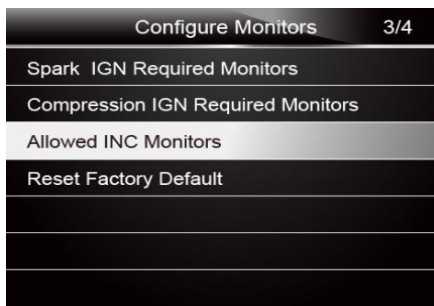 Configure Monitors 3/4
Spark IGN Required Monitors
Compression IGN Required Monitors
Allowed INC Monitors
Reset Factory Default